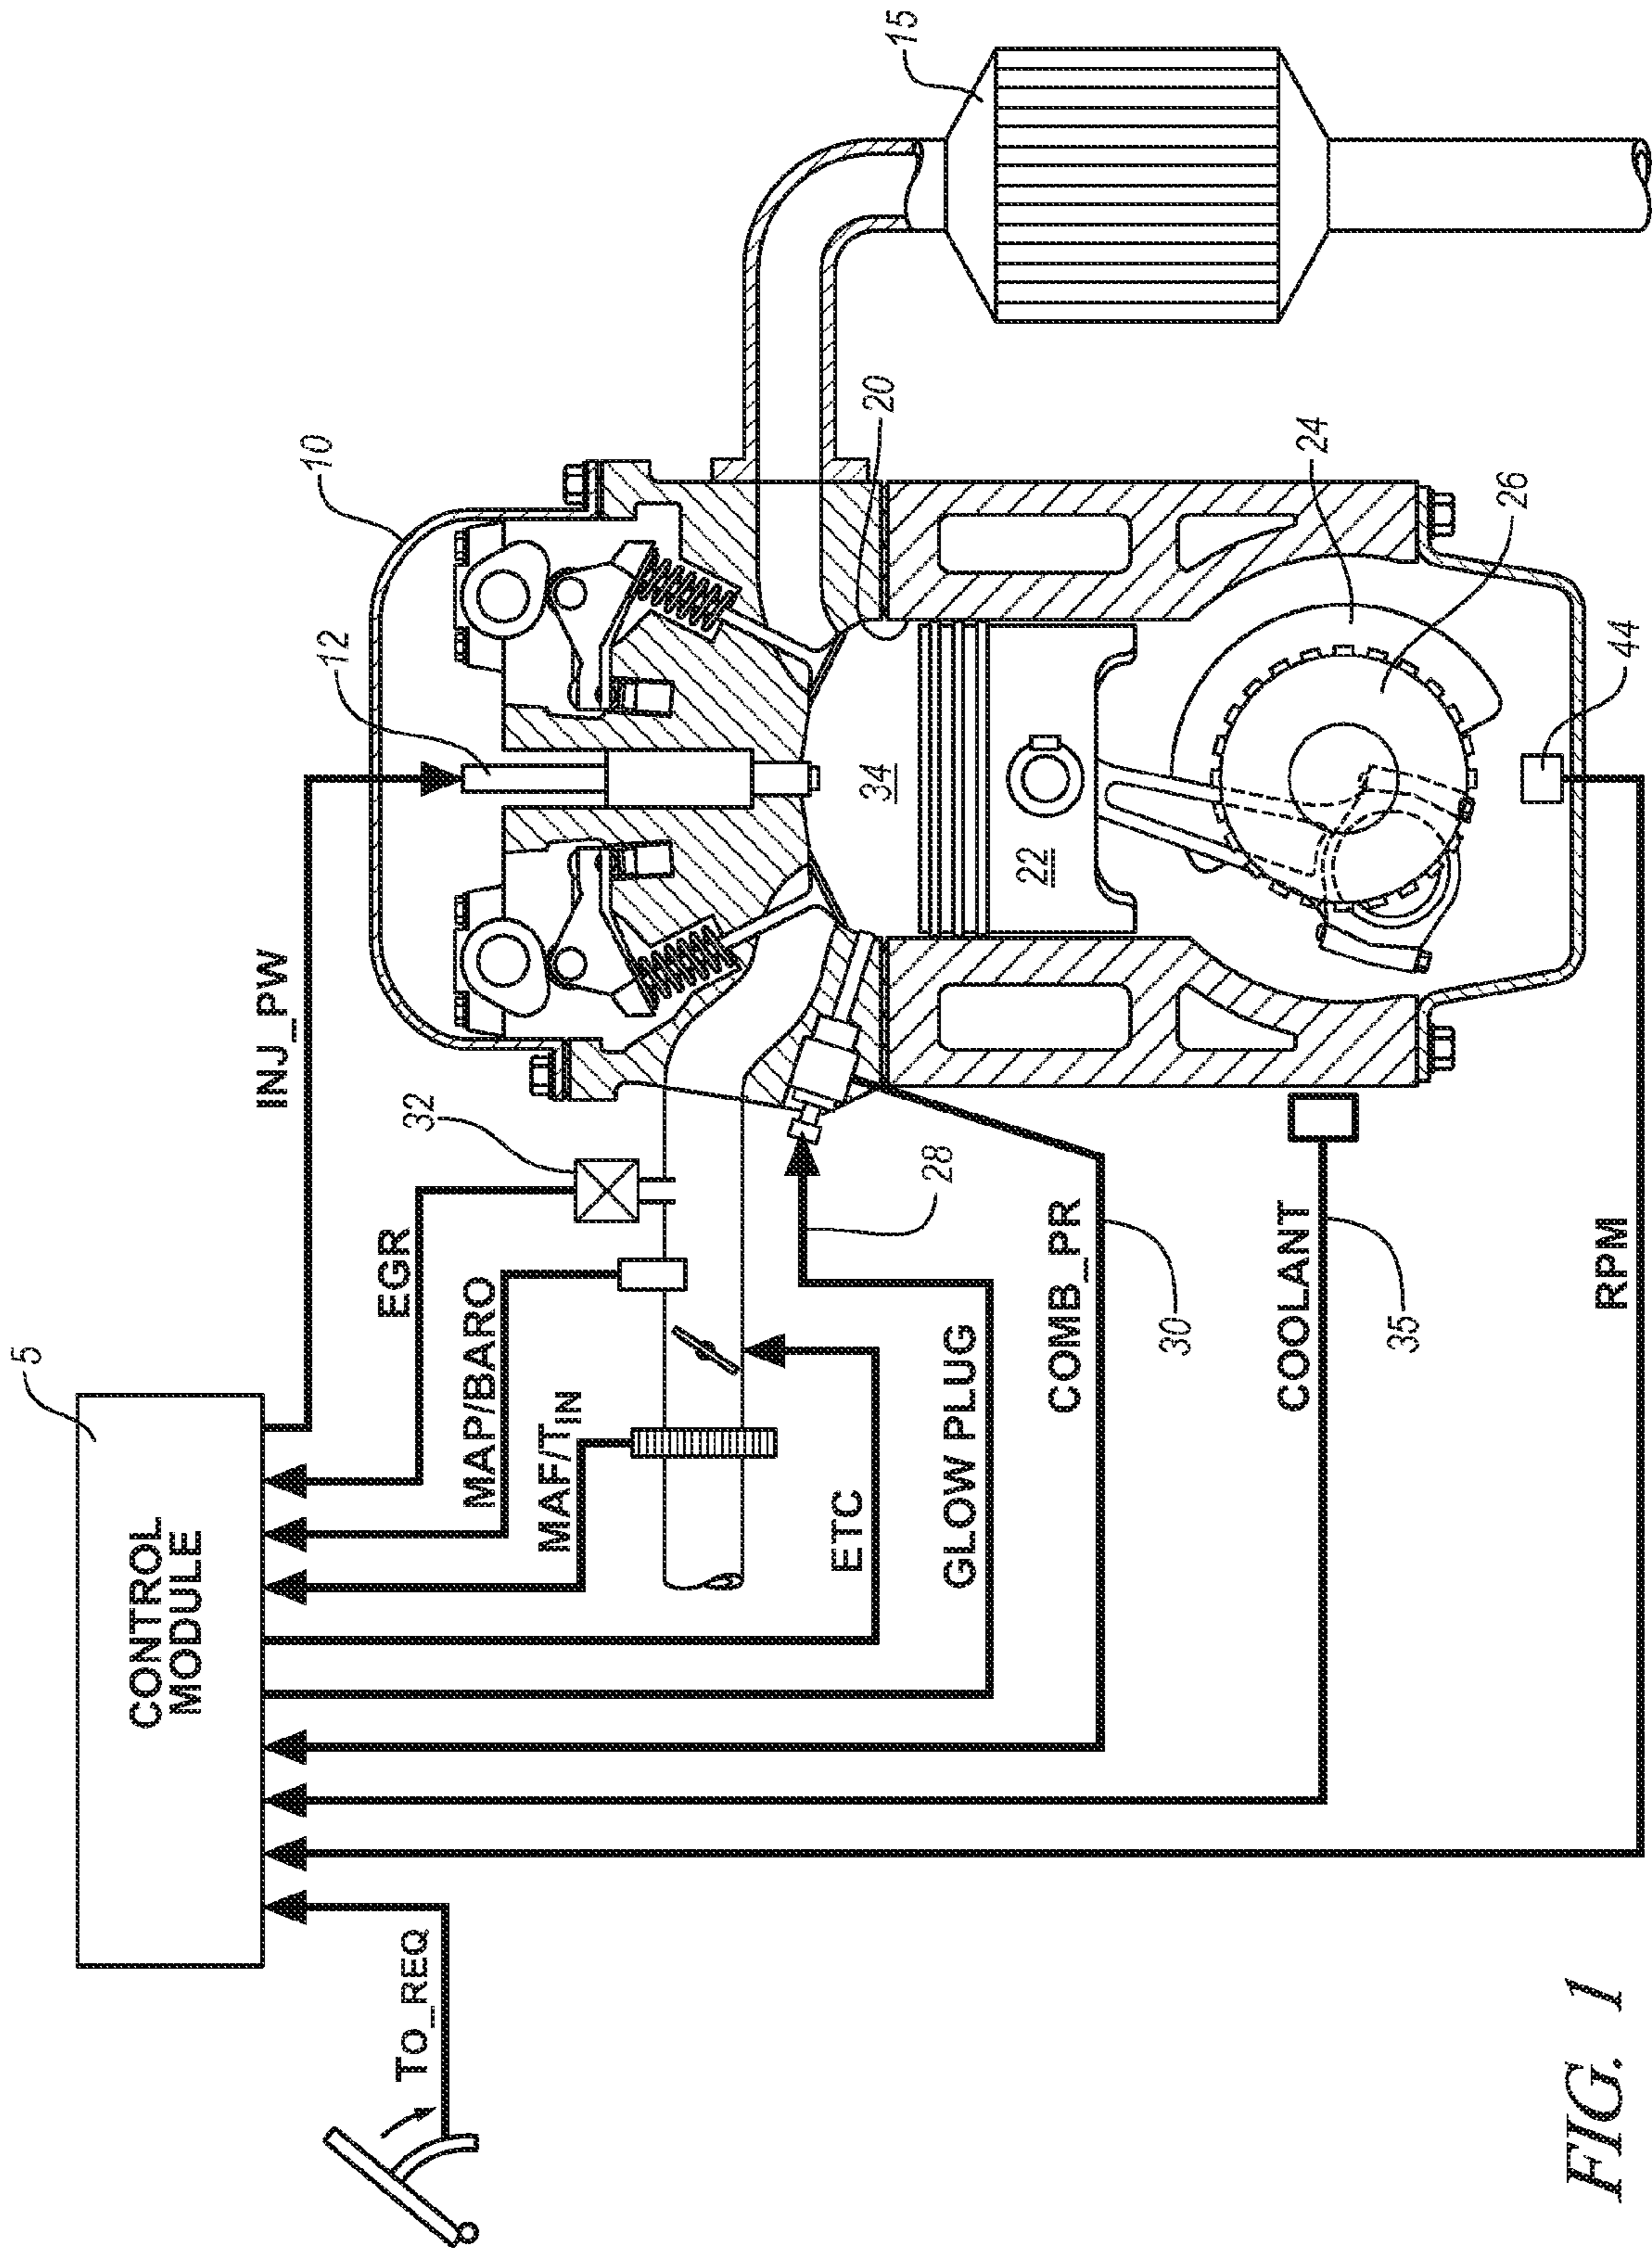 5
CONTROL
MODULE
TO_REQ
INJ_PW
EGR
MAP/BARO
MAF/TIN
ETC
GLOW PLUG
COMB_PR
COOLANT
RPM
10
12
15
20
22
24
26
28
30
32
34
35
44
FIG. 1